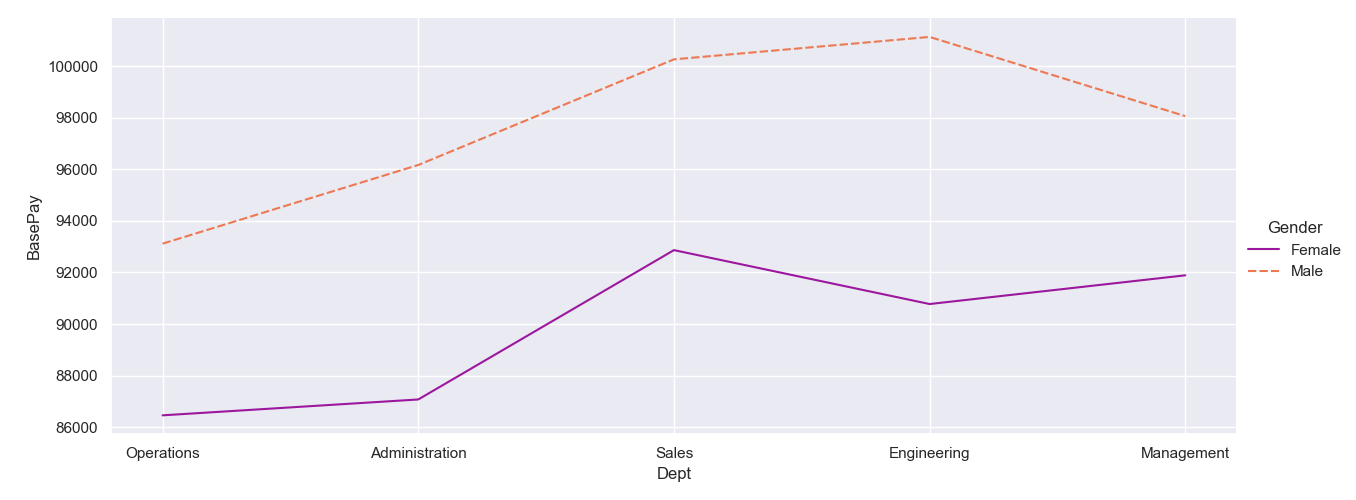 100000
98000
96000
94000
92000
90000
88000
86000
BasePay
Operations
Administration
Sales
Engineering
Management
Dept
Gender
Female
Male